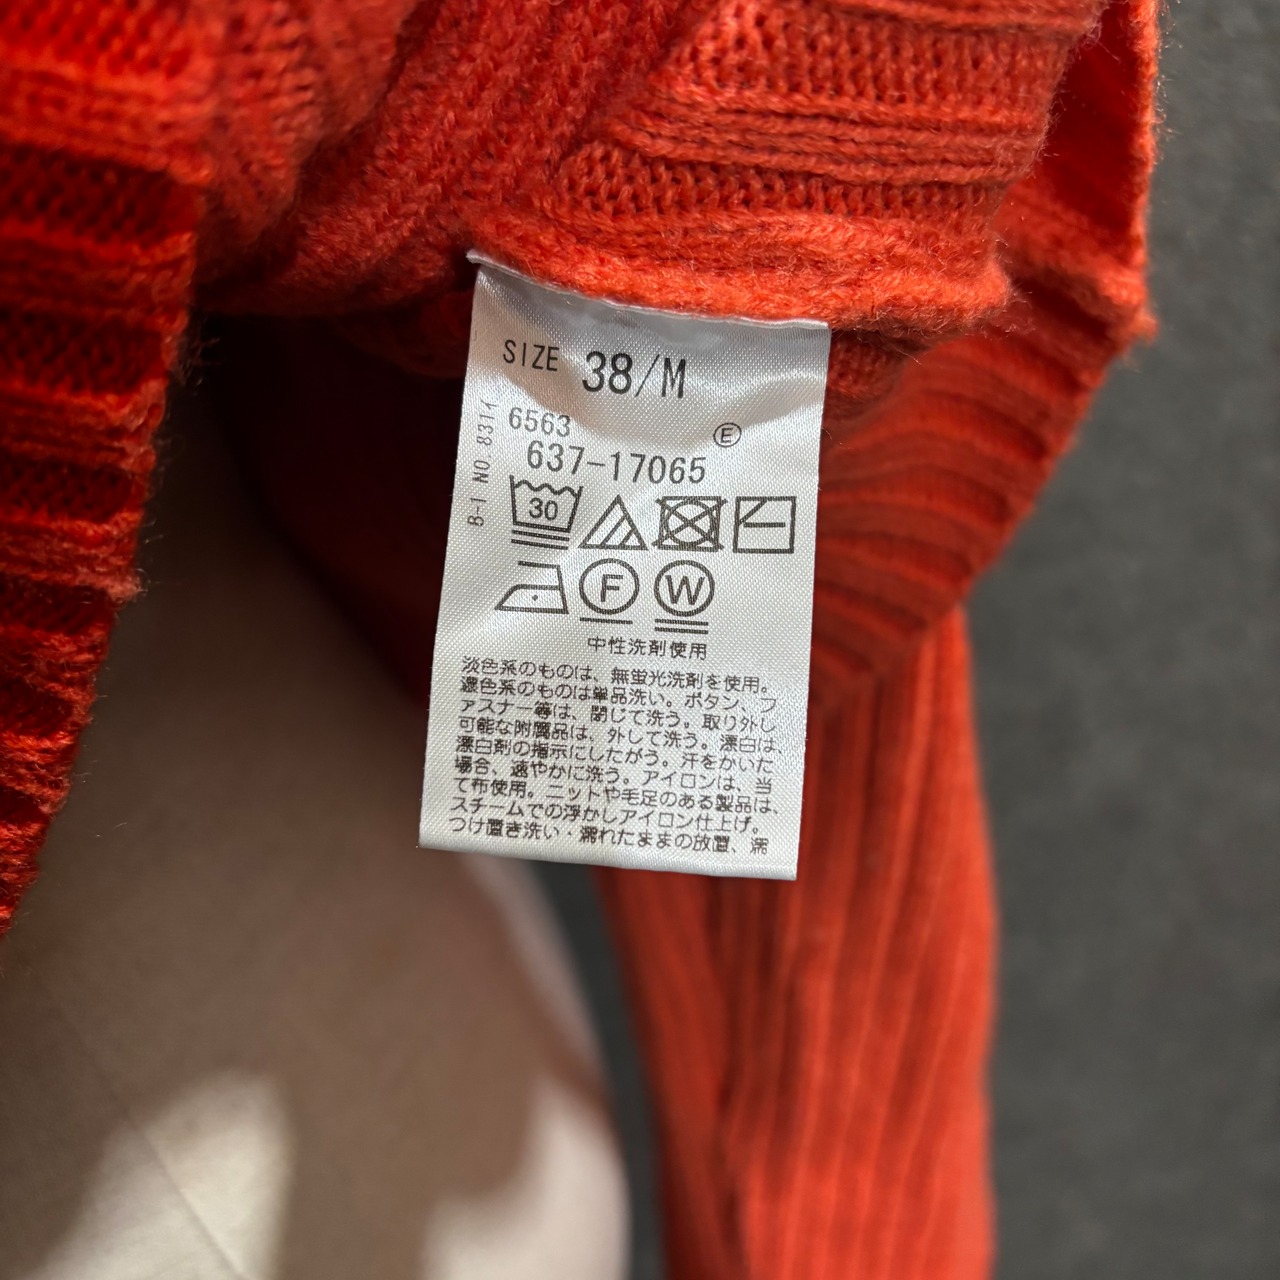 SIZE 38/M
6563
Ⓔ
637-17065
B-I NO.8314
30
F W
中性洗剤使用
淡色系のものは、無蛍光洗剤を使用。
濃色系のものは単品洗い。ボタン、フ
ァスナー等は、閉じて洗う。取り外し
可能な附属品は、外して洗う。漂白は、
漂白剤の指示にしたがう。汗をかいた
場合、速やかに洗う。アイロンは、当
て布使用。ニットや毛足のある製品は、
スチームでの浮かしアイロン仕上げ。
つけ置き洗い・濡れたままの放置、濡